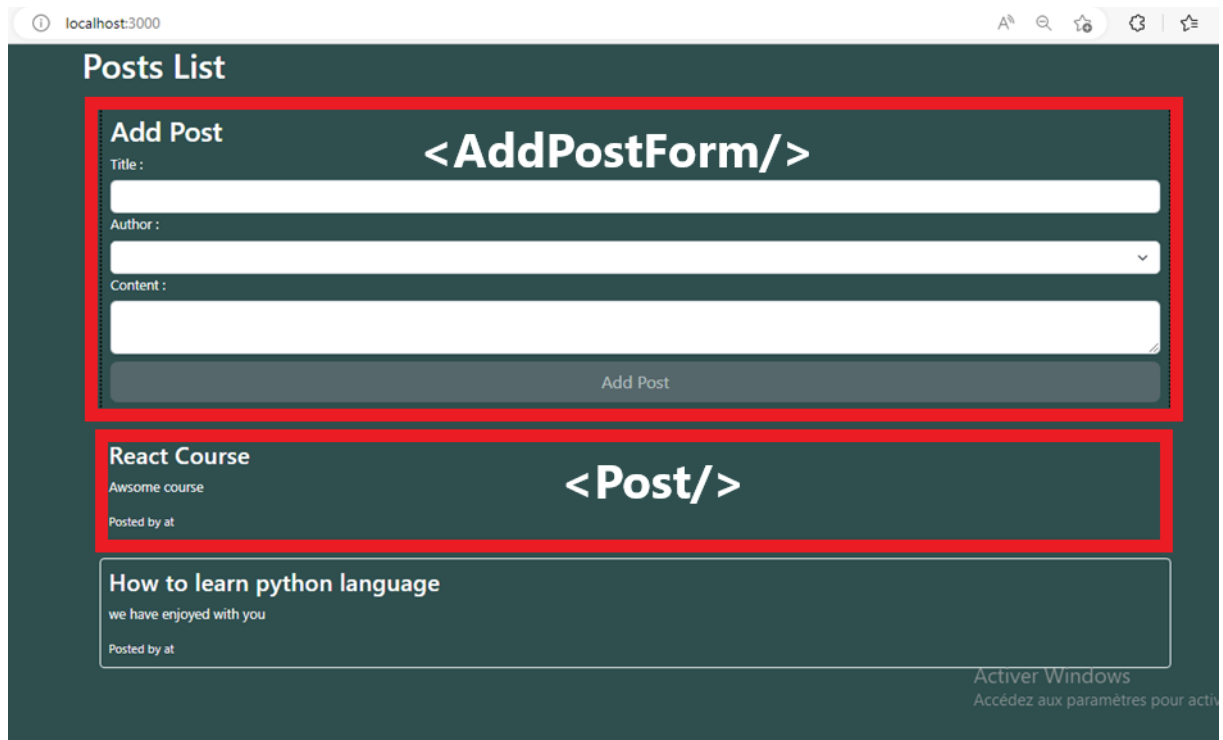 localhost:3000
Posts List
Add Post
<AddPostForm/>
Title :
Author :
Content :
Add Post
React Course
<Post/>
Awsome course
Posted by at
How to learn python language
we have enjoyed with you
Posted by at
Activer Windows
Accédez aux paramètres pour activ